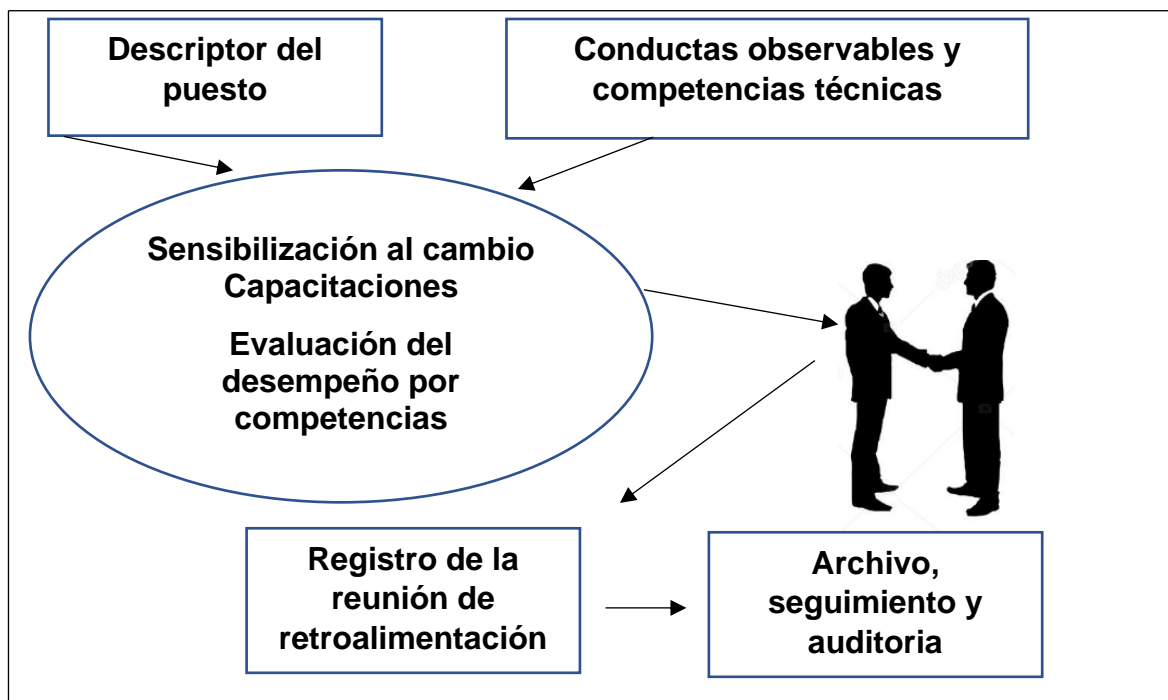 Descriptor del
puesto
Conductas observables y
competencias técnicas
Sensibilización al cambio
Capacitaciones
Evaluación del
desempeño por
competencias
Registro de la
reunión de
retroalimentación
Archivo,
seguimiento y
auditoria